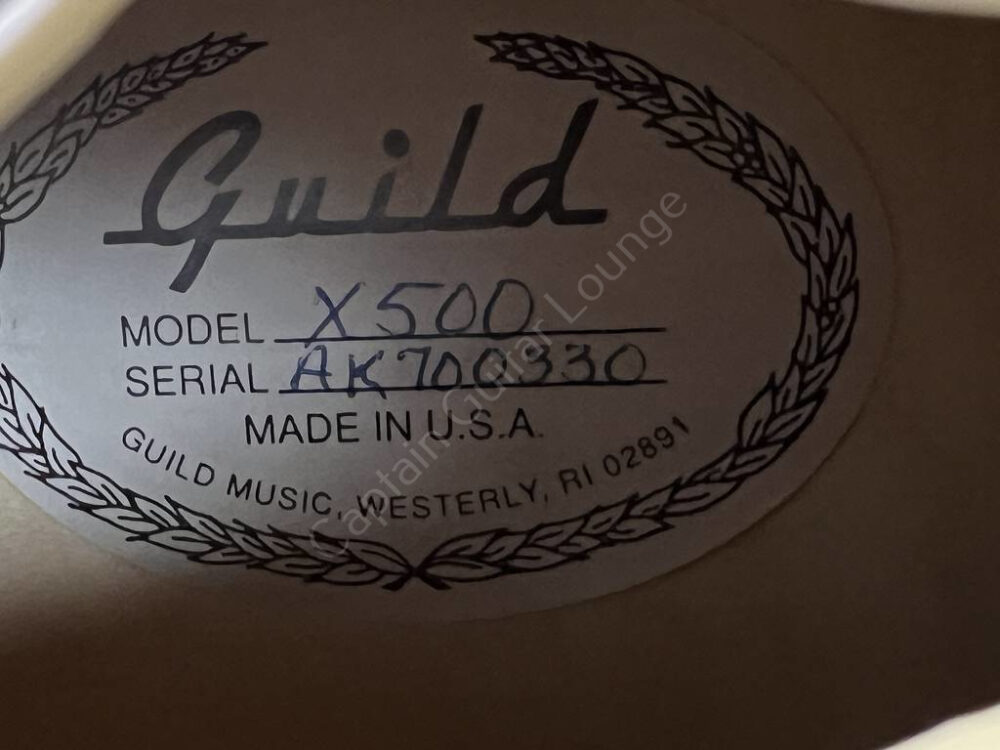 Guild
MODEL X500
SERIAL AK700330
MADE IN U.S.A.
GUILD MUSIC, WESTERLY, RI 02891
Captain Guitar Lounge